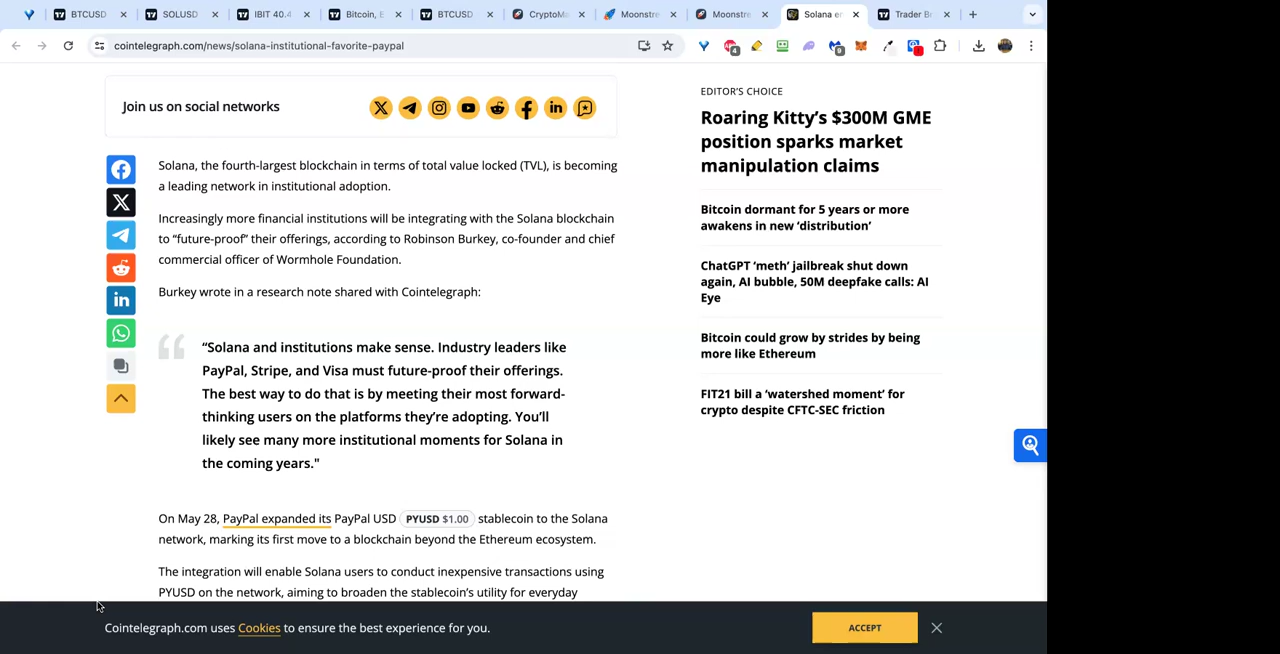 BTCUSD
SOLUSD
IBIT 40.4
Bitcoin, E
BTCUSD
CryptoMa
Moonstre
Moonstre
Solana er
Trader Br
cointelegraph.com/news/solana-institutional-favorite-paypal
4
9
Join us on social networks
Solana, the fourth-largest blockchain in terms of total value locked (TVL), is becoming
a leading network in institutional adoption.
Increasingly more financial institutions will be integrating with the Solana blockchain
to “future-proof” their offerings, according to Robinson Burkey, co-founder and chief
commercial officer of Wormhole Foundation.
Burkey wrote in a research note shared with Cointelegraph:
“Solana and institutions make sense. Industry leaders like
PayPal, Stripe, and Visa must future-proof their offerings.
The best way to do that is by meeting their most forward-
thinking users on the platforms they’re adopting. You’ll
likely see many more institutional moments for Solana in
the coming years."
On May 28, PayPal expanded its PayPal USD PYUSD $1.00 stablecoin to the Solana
network, marking its first move to a blockchain beyond the Ethereum ecosystem.
The integration will enable Solana users to conduct inexpensive transactions using
PYUSD on the network, aiming to broaden the stablecoin’s utility for everyday
EDITOR’S CHOICE
Roaring Kitty’s $300M GME
position sparks market
manipulation claims
Bitcoin dormant for 5 years or more
awakens in new ‘distribution’
ChatGPT ‘meth’ jailbreak shut down
again, AI bubble, 50M deepfake calls: AI
Eye
Bitcoin could grow by strides by being
more like Ethereum
FIT21 bill a ‘watershed moment’ for
crypto despite CFTC-SEC friction
Cointelegraph.com uses Cookies to ensure the best experience for you.
ACCEPT